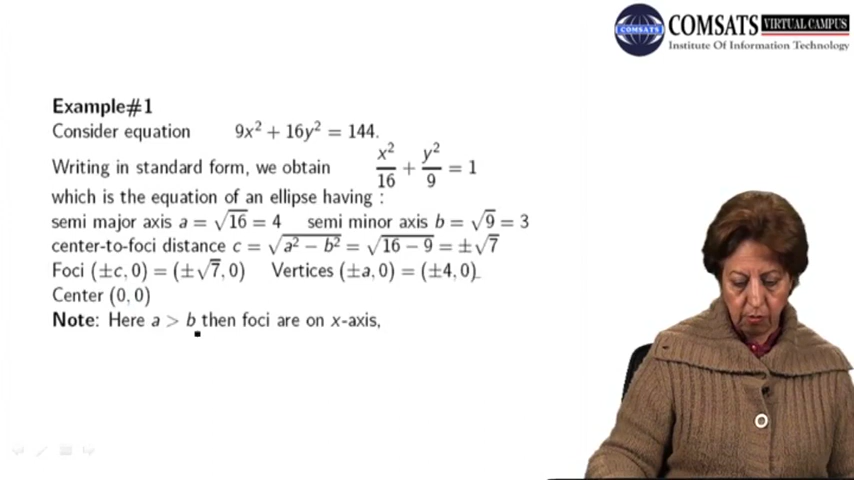 COMSATS VIRTUAL CAMPUS
COMSATS
Institute Of Information Technology
Example#1
Consider equation 9x² + 16y² = 144.
Writing in standard form, we obtain x²/16 + y²/9 = 1
which is the equation of an ellipse having :
semi major axis a = √16 = 4 semi minor axis b = √9 = 3
center-to-foci distance c = √(a² − b²) = √(16 − 9) = ±√7
Foci (±c, 0) = (±√7, 0) Vertices (±a, 0) = (±4, 0)
Center (0, 0)
Note: Here a > b then foci are on x-axis,